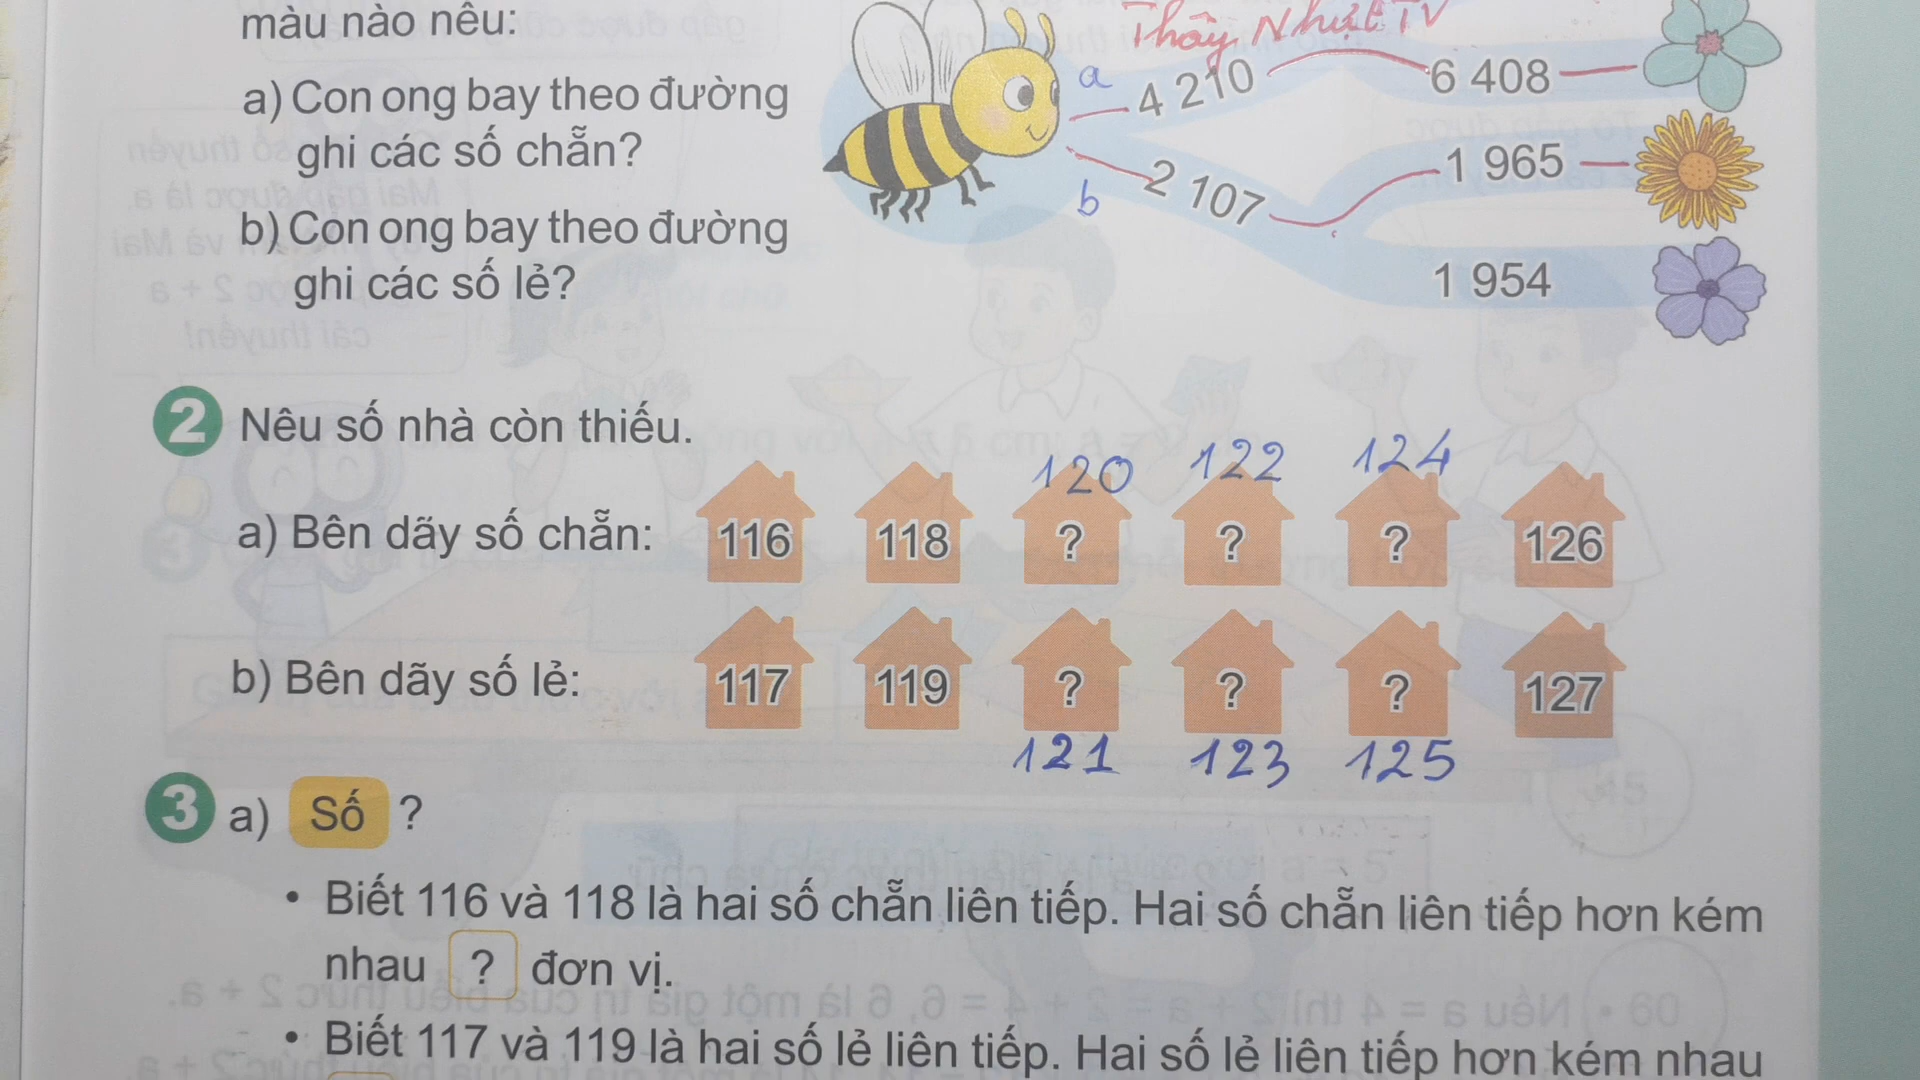 màu nào nêu:
a) Con ong bay theo đường
ghi các số chẵn?
b) Con ong bay theo đường
ghi các số lẻ?
Thầy Nhựt TV
a
4 210
6 408
b
2 107
1 965
1 954
2 Nêu số nhà còn thiếu.
120 122 124
a) Bên dãy số chẵn: 116 118 ? ? ? 126
b) Bên dãy số lẻ: 117 119 ? ? ? 127
121 123 125
3 a) Số ?
• Biết 116 và 118 là hai số chẵn liên tiếp. Hai số chẵn liên tiếp hơn kém
nhau ? đơn vị.
• Biết 117 và 119 là hai số lẻ liên tiếp. Hai số lẻ liên tiếp hơn kém nhau